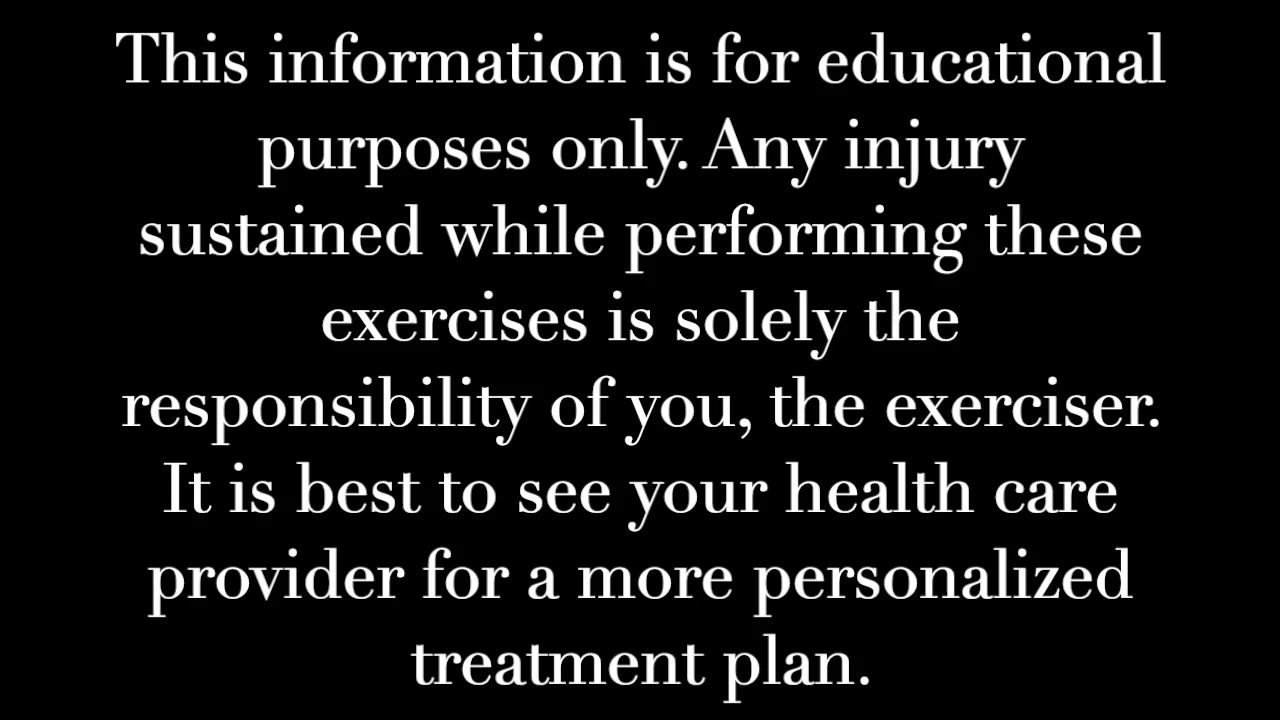 This information is for educational
purposes only. Any injury
sustained while performing these
exercises is solely the
responsibility of you, the exerciser.
It is best to see your health care
provider for a more personalized
treatment plan.